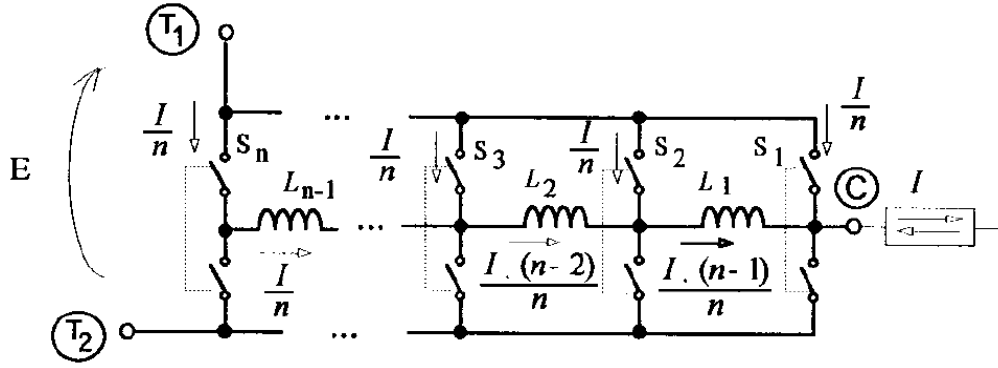 T1
I/n
Sn
...
I/n
S3
I/n
S2
S1
I/n
E
Ln-1
...
L2
L1
C
I
I/n
I . (n-2)/n
I . (n-1)/n
T2
...